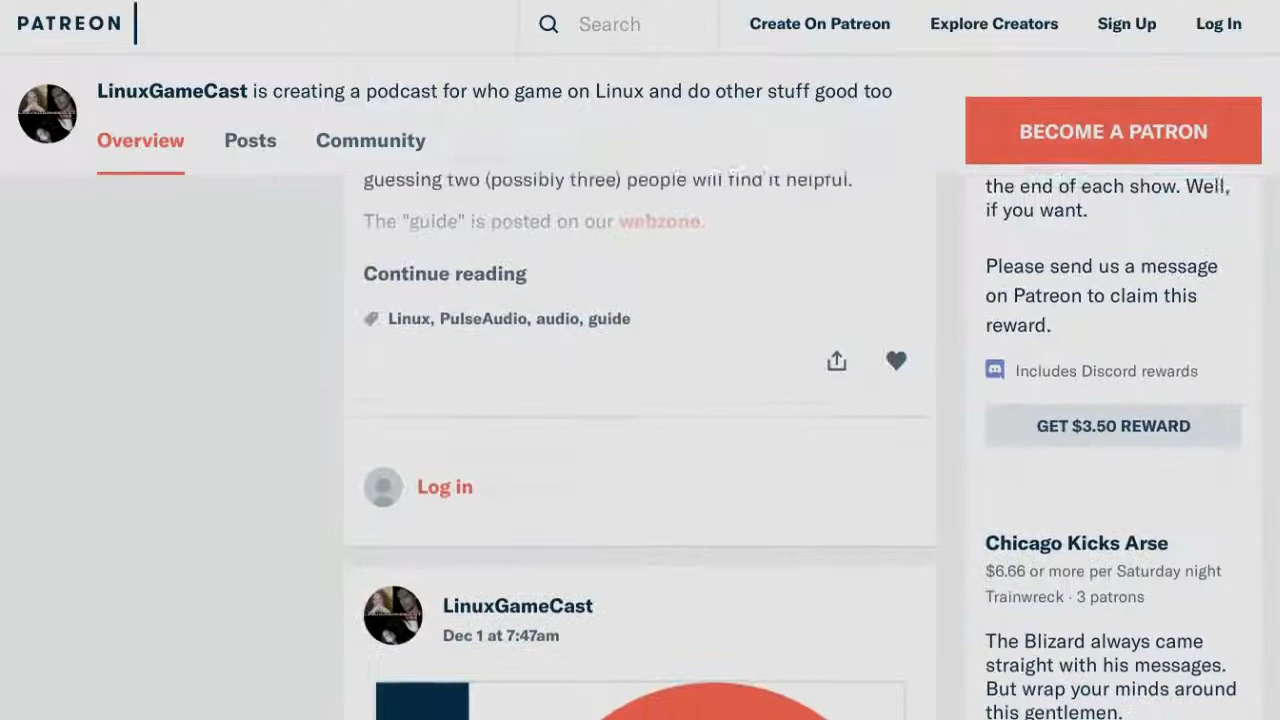 PATREON
Search
Create On Patreon
Explore Creators
Sign Up
Log In
LinuxGameCast is creating a podcast for who game on Linux and do other stuff good too
Overview
Posts
Community
BECOME A PATRON
guessing two (possibly three) people will find it helpful.
The "guide" is posted on our webzone.
Continue reading
Linux, PulseAudio, audio, guide
Log in
LinuxGameCast
Dec 1 at 7:47am
the end of each show. Well,
if you want.
Please send us a message
on Patreon to claim this
reward.
Includes Discord rewards
GET $3.50 REWARD
Chicago Kicks Arse
$6.66 or more per Saturday night
Trainwreck · 3 patrons
The Blizard always came
straight with his messages.
But wrap your minds around
this gentlemen.